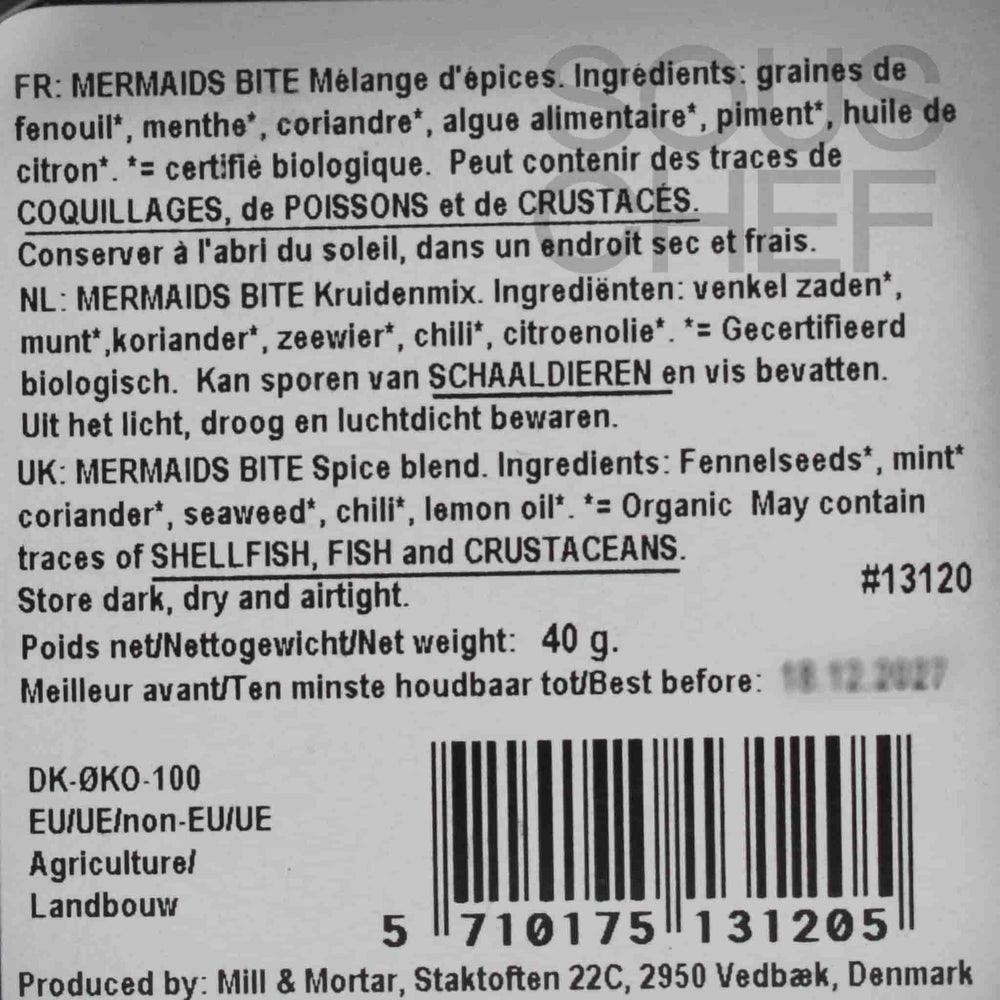 SOUS
CHEF
FR: MERMAIDS BITE Mélange d'épices. Ingrédients: graines de
fenouil*, menthe*, coriandre*, algue alimentaire*, piment*, huile de
citron*. *= certifié biologique. Peut contenir des traces de
COQUILLAGES, de POISSONS et de CRUSTACÉS.
Conserver à l'abri du soleil, dans un endroit sec et frais.
NL: MERMAIDS BITE Kruidenmix. Ingrediënten: venkel zaden*,
munt*,koriander*, zeewier*, chili*, citroenolie*. *= Gecertifieerd
biologisch. Kan sporen van SCHAALDIEREN en vis bevatten.
Uit het licht, droog en luchtdicht bewaren.
UK: MERMAIDS BITE Spice blend. Ingredients: Fennelseeds*, mint*
coriander*, seaweed*, chili*, lemon oil*. *= Organic May contain
traces of SHELLFISH, FISH and CRUSTACEANS.
Store dark, dry and airtight.
#13120
Poids net/Nettogewicht/Net weight: 40 g.
Meilleur avant/Ten minste houdbaar tot/Best before:
DK-ØKO-100
EU/UE/non-EU/UE
Agriculture/
Landbouw
5 710175 131205
Produced by: Mill & Mortar, Staktoften 22C, 2950 Vedbæk, Denmark